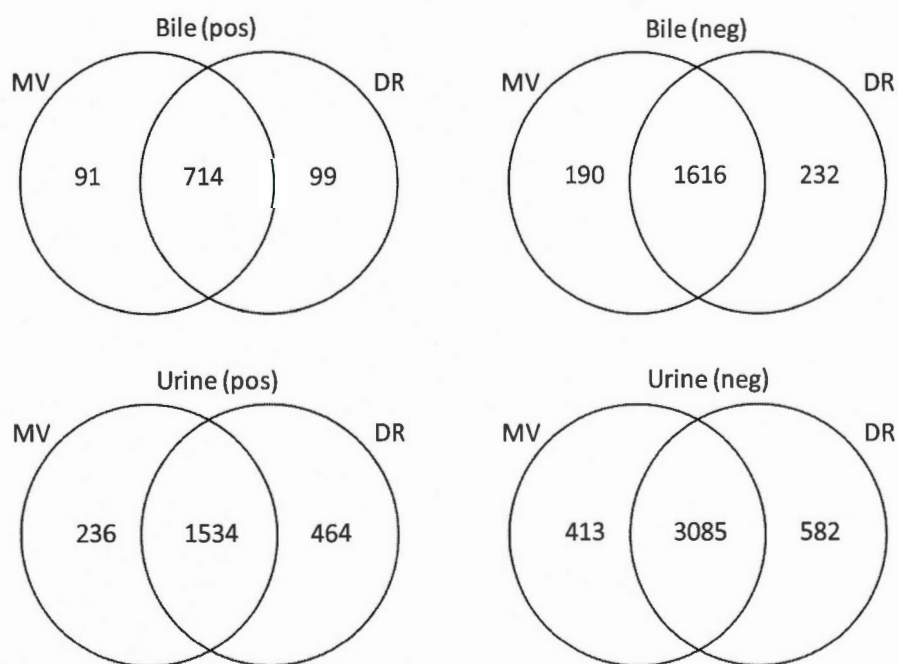 Bile (pos)
MV DR
91 714 99
Bile (neg)
MV DR
190 1616 232
Urine (pos)
MV DR
236 1534 464
Urine (neg)
MV DR
413 3085 582